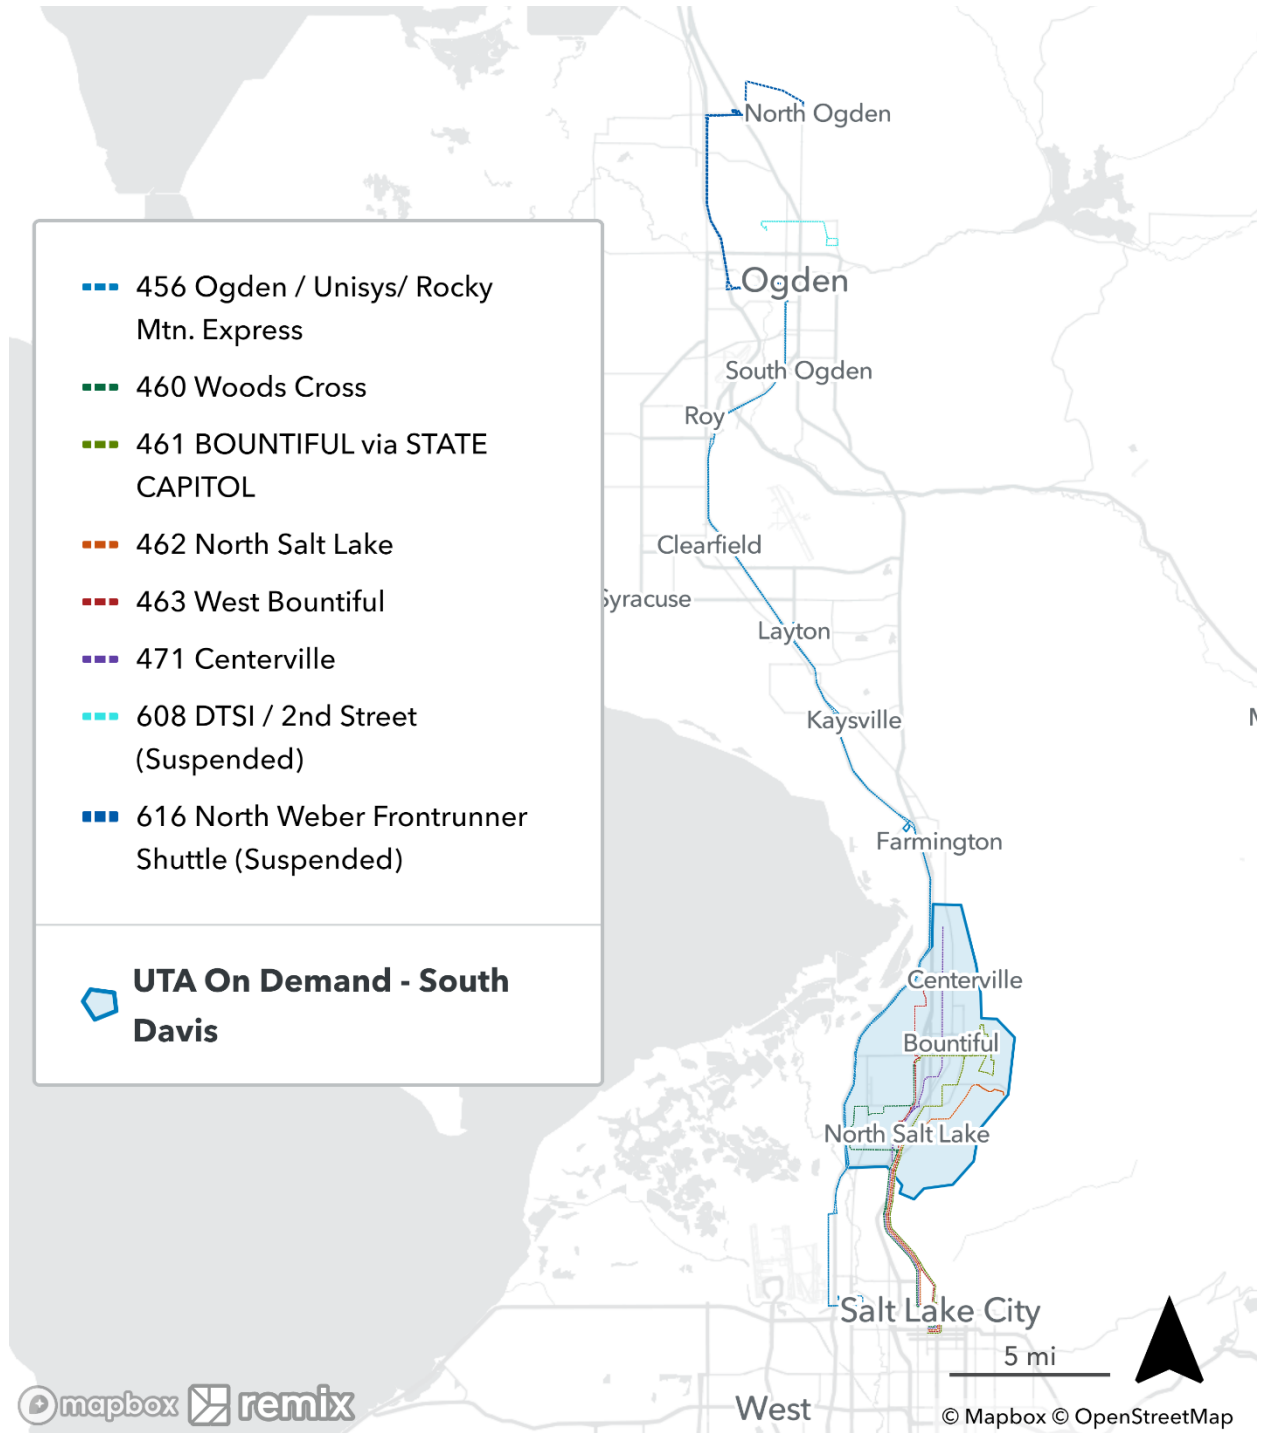 North Ogden
Ogden
South Ogden
Roy
Clearfield
Syracuse
Layton
Kaysville
Farmington
Centerville
Bountiful
North Salt Lake
Salt Lake City
West
456 Ogden / Unisys/ Rocky
Mtn. Express
460 Woods Cross
461 BOUNTIFUL via STATE
CAPITOL
462 North Salt Lake
463 West Bountiful
471 Centerville
608 DTSI / 2nd Street
(Suspended)
616 North Weber Frontrunner
Shuttle (Suspended)
UTA On Demand - South
Davis
5 mi
mapbox remix
© Mapbox © OpenStreetMap